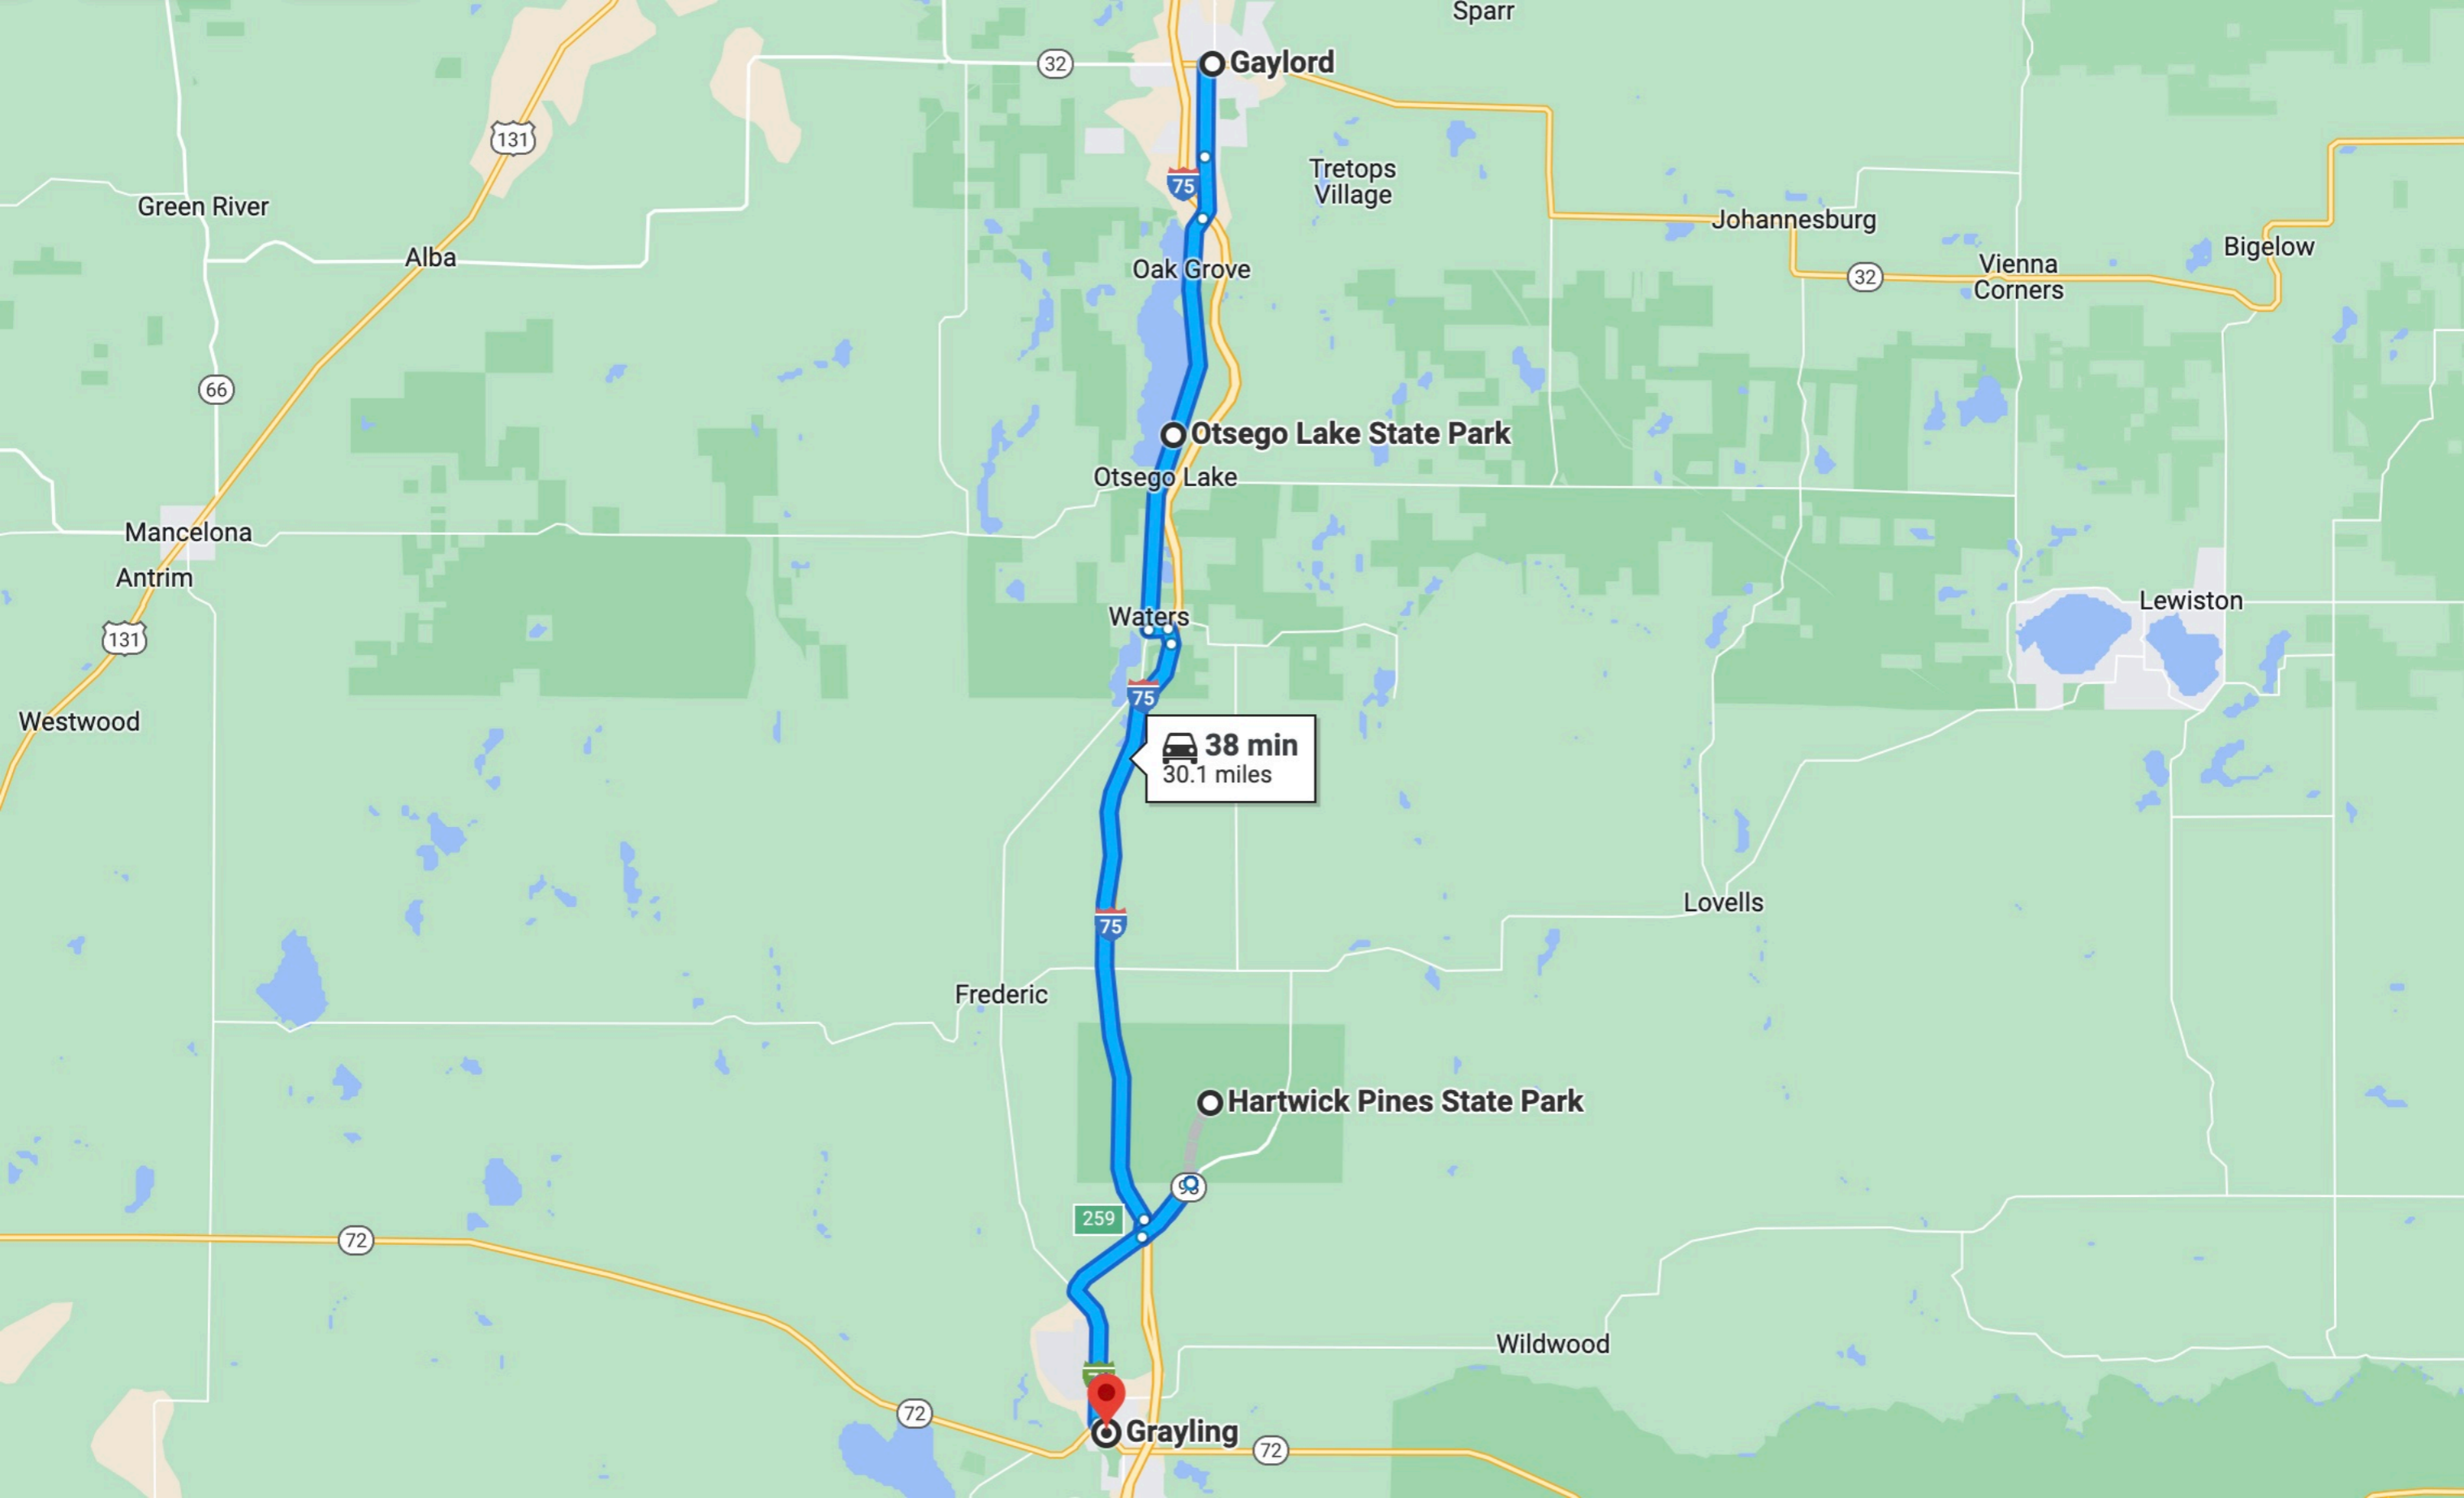 Sparr
32
Gaylord
131
Tretops
Village
75
Green River
Johannesburg
Alba
Oak Grove
Bigelow
Vienna
Corners
32
66
Otsego Lake State Park
Otsego Lake
Mancelona
Antrim
Lewiston
Waters
131
75
Westwood
38 min
30.1 miles
Lovells
75
Frederic
Hartwick Pines State Park
259
72
Wildwood
72
Grayling
72